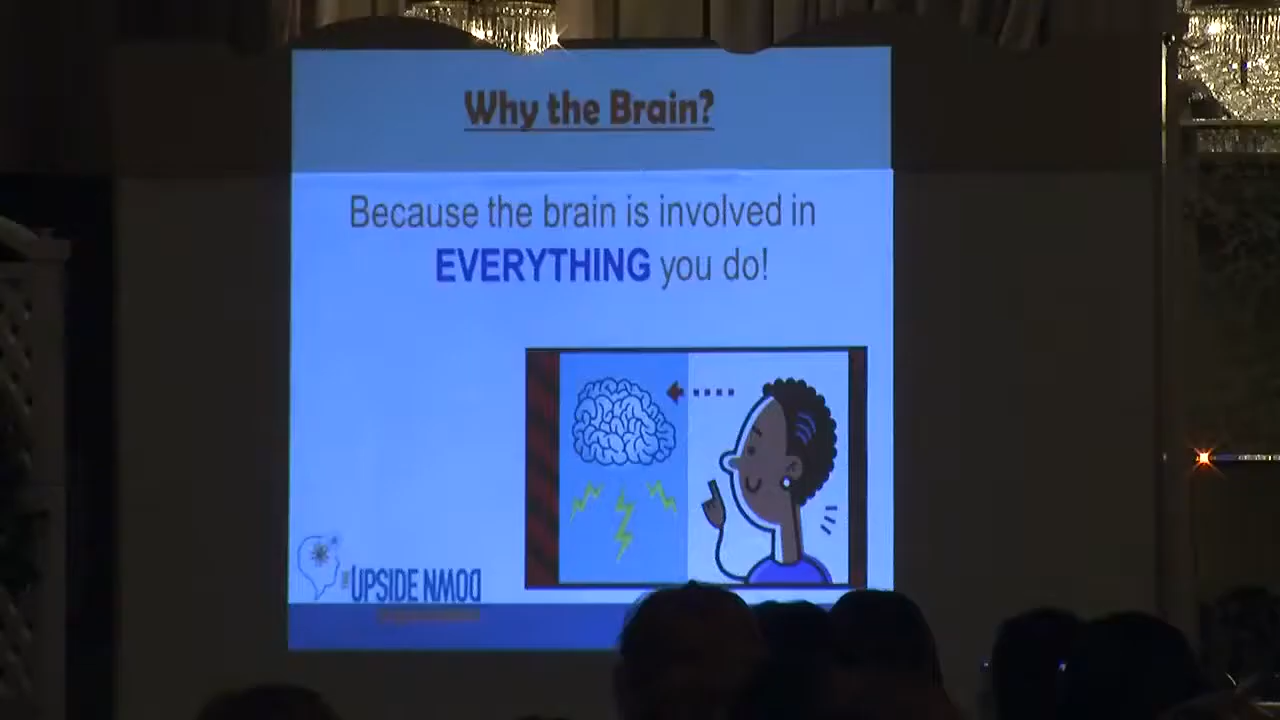 Why the Brain?
Because the brain is involved in
EVERYTHING you do!
UPSIDE DOWN